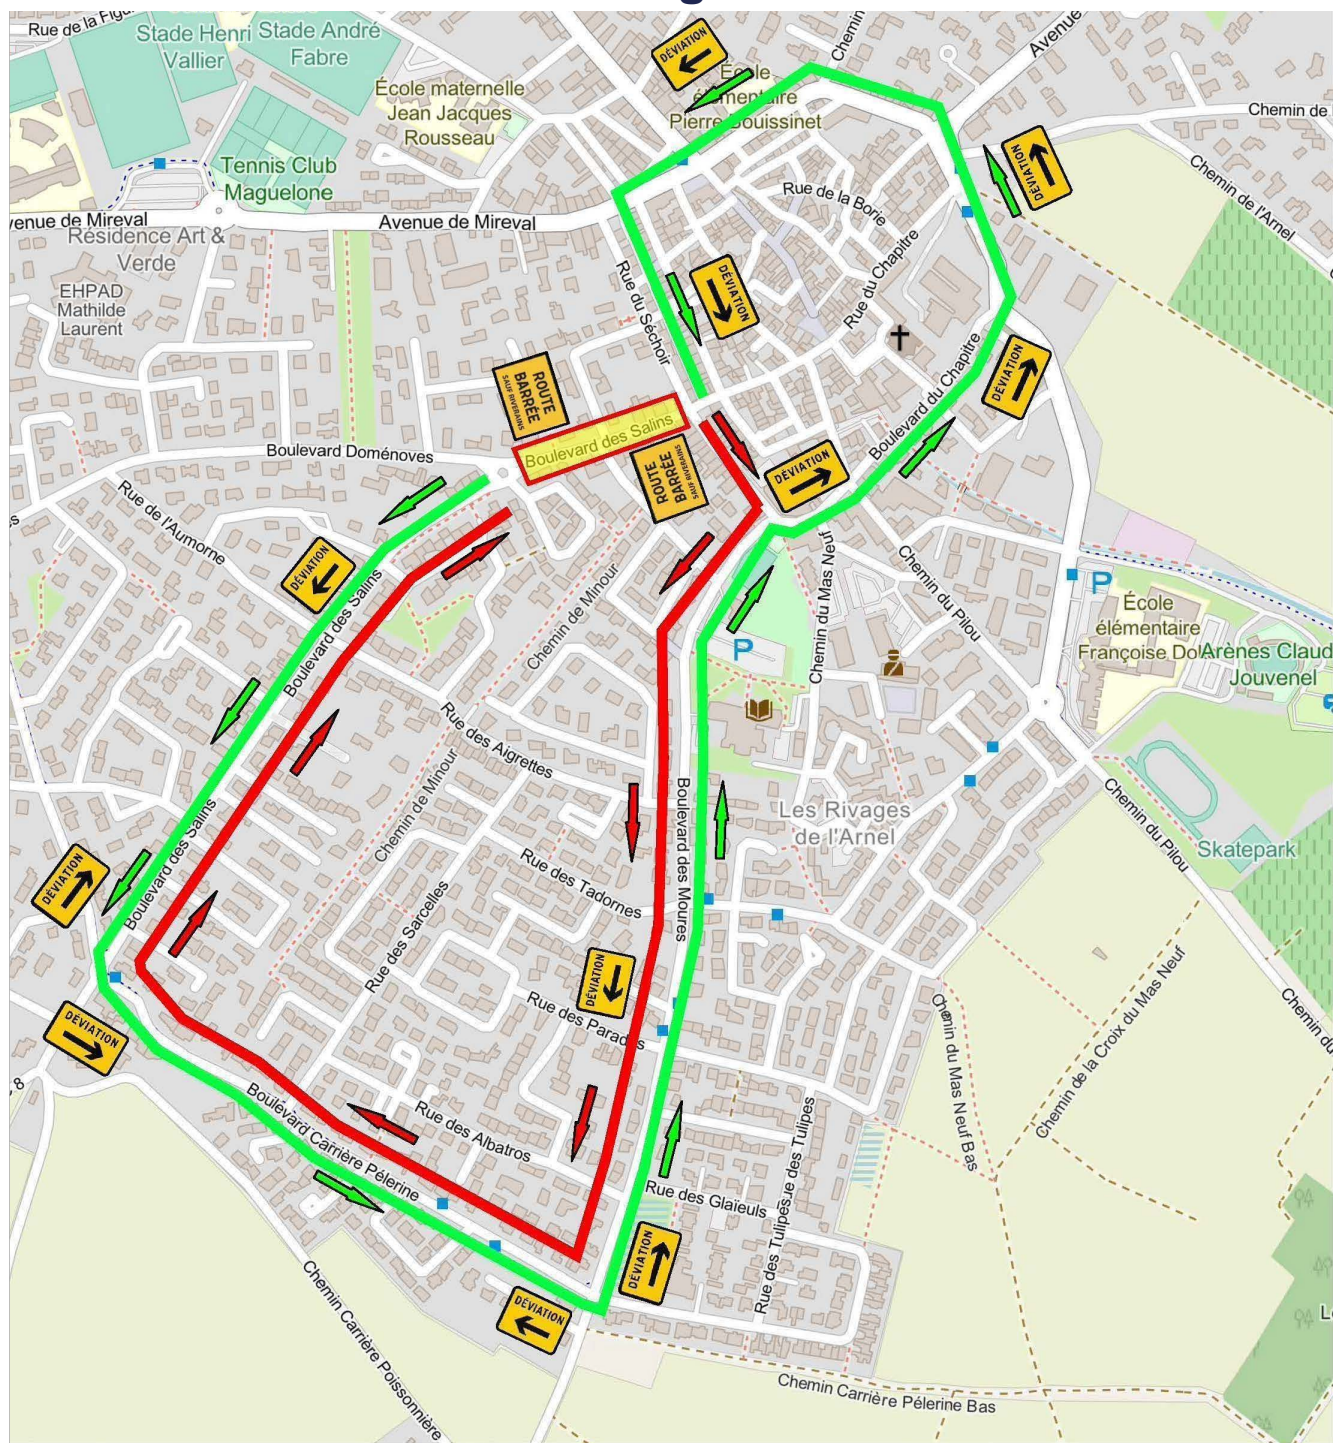 Rue de la Figu
Stade Henri
Vallier
Stade André
Fabre
DÉVIATION
Chemin
Avenue
École
élémentaire
Pierre Bouissinet
École maternelle
Jean Jacques
Rousseau
Chemin de
DÉVIATION
Chemin de l'Arnel
Tennis Club
Maguelone
Rue de la Borie
venue de Mireval
Avenue de Mireval
Résidence Art &
Verde
EHPAD
Mathilde
Laurent
Rue du Séchoir
DÉVIATION
Rue du Chapitre
ROUTE
BARRÉE
SAUF RIVERAINS
DÉVIATION
Boulevard du Chapitre
Boulevard des Salins
Boulevard Doménoves
ROUTE
BARRÉE
SAUF RIVERAINS
DÉVIATION
Rue de l'Aumorne
DÉVIATION
Boulevard des Salins
Chemin de Minour
Chemin du Mas Neuf
Chemin du Pilou
P
École
élémentaire
Françoise Dol
Arènes Claud
Jouvenel
P
Rue des Aigrettes
Chemin de Minour
Boulevard des Salins
Boulevard des Moures
Les Rivages
de l'Arnel
Chemin du Pilou
Skatepark
DÉVIATION
Rue des Tadornes
Rue des Sarcelles
DÉVIATION
Rue des Parades
DÉVIATION
Chemin du Mas Neuf Bas
Chemin de la Croix du Mas Neuf
Chemin du
8
Boulevard Carrière Pélerine
Rue des Albatros
Rue des Tulipes
Rue des Glaïeuls
Rue des Tulipes
DÉVIATION
DÉVIATION
Chemin Carrière Poissonnière
Chemin Carrière Pélerine Bas